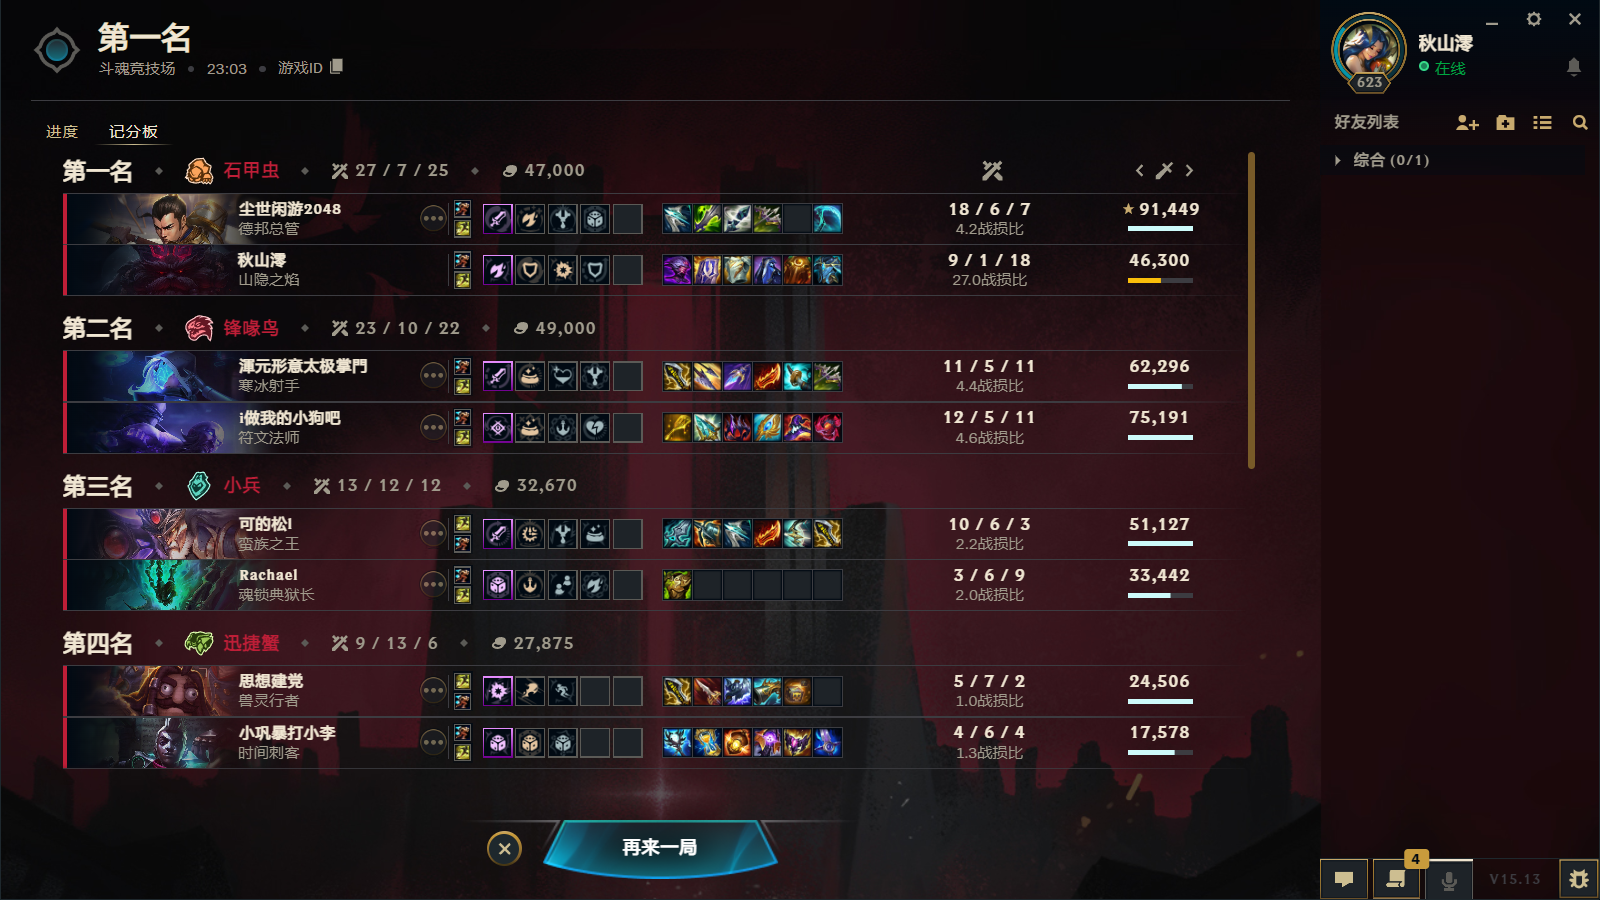 第一名
斗魂竞技场 • 23:03 • 游戏ID
进度 记分板
第一名 石甲虫 27 / 7 / 25 47,000
尘世闲游2048 18 / 6 / 7 91,449
德邦总管 4.2战损比
秋山澪 9 / 1 / 18 46,300
山隐之焰 27.0战损比
第二名 锋喙鸟 23 / 10 / 22 49,000
渾元形意太极掌門 11 / 5 / 11 62,296
寒冰射手 4.4战损比
i做我的小狗吧 12 / 5 / 11 75,191
符文法师 4.6战损比
第三名 小兵 13 / 12 / 12 32,670
可的松! 10 / 6 / 3 51,127
蛮族之王 2.2战损比
Rachael 3 / 6 / 9 33,442
魂锁典狱长 2.0战损比
第四名 迅捷蟹 9 / 13 / 6 27,875
思想建党 5 / 7 / 2 24,506
兽灵行者 1.0战损比
小巩暴打小李 4 / 6 / 4 17,578
时间刺客 1.3战损比
再来一局
秋山澪
623
在线
好友列表
综合 (0/1)
4
V15.13